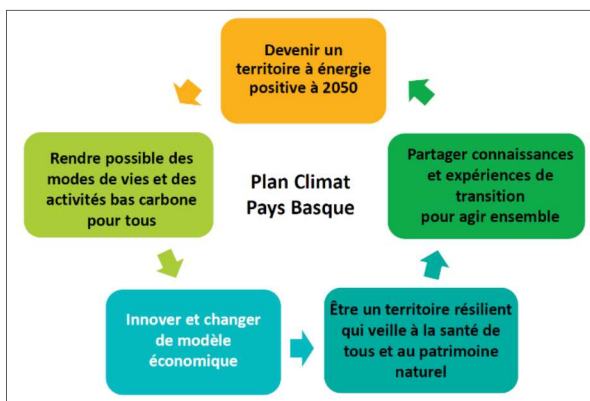 Devenir un
territoire à énergie
positive à 2050
Rendre possible des
modes de vies et des
activités bas carbone
pour tous
Plan Climat
Pays Basque
Partager connaissances
et expériences de
transition
pour agir ensemble
Innover et changer
de modèle
économique
Être un territoire résilient
qui veille à la santé de
tous et au patrimoine
naturel